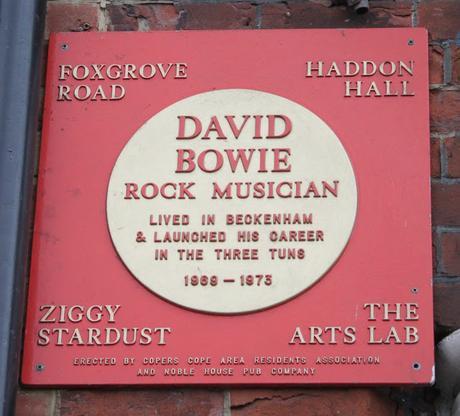 FOXGROVE
ROAD
HADDON
HALL
DAVID
BOWIE
ROCK MUSICIAN
LIVED IN BECKENHAM
& LAUNCHED HIS CAREER
IN THE THREE TUNS
1969 – 1973
ZIGGY
STARDUST
THE
ARTS LAB
ERECTED BY COPERS COPE AREA RESIDENTS ASSOCIATION
AND NOBLE HOUSE PUB COMPANY